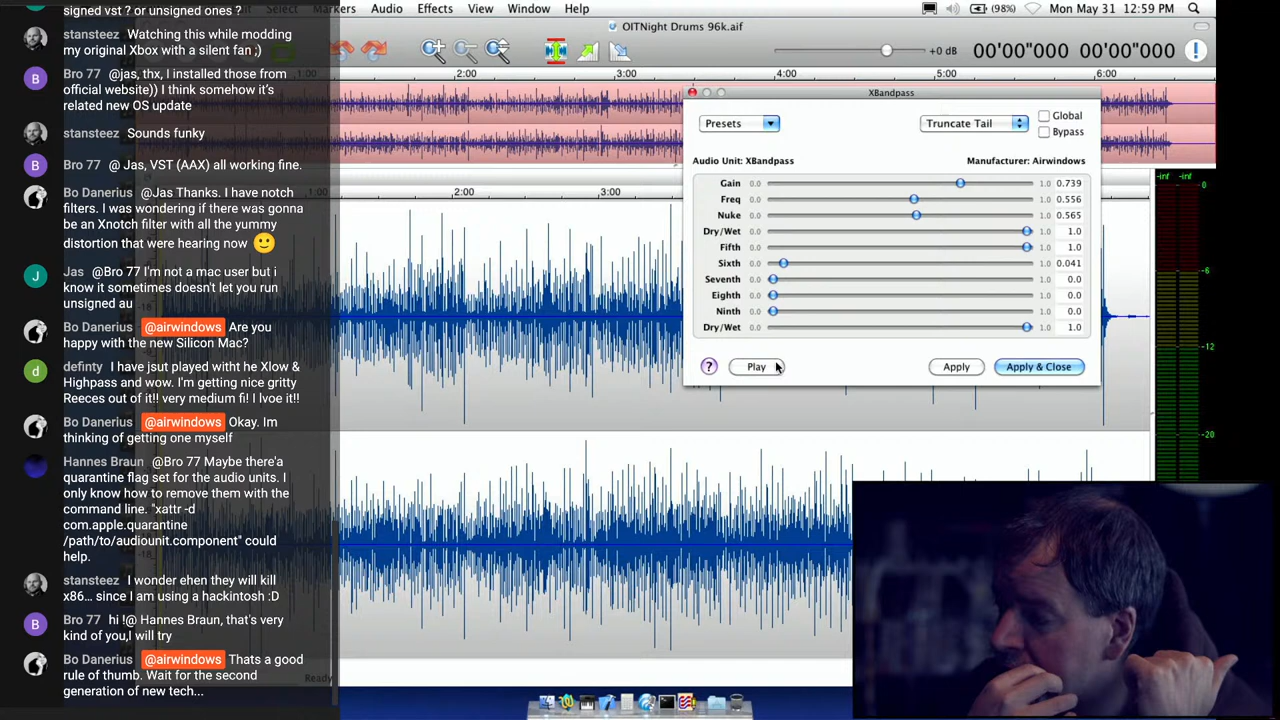 signed vst ? or unsigned ones ?
stansteez Watching this while modding
my original Xbox with a silent fan ;)
Bro 77 @jas, thx, I installed those from
official website)) I think somehow it's
related new OS update
stansteez Sounds funky
Bro 77 @ Jas, VST (AAX) all working fine.
Bo Danerius @Jas Thanks. I have notch
filters. I was wondering if there was gonna
be an Xnotchfilter with all the yummy
distortion that were hearing now 🙂
Jas @Bro 77 I'm not a mac user but i
know it sometimes doesn't let you run
unsigned au
Bo Danerius @airwindows Are you
happy with the new Silicon Mac?
definty I have jsut played witht he Xlow
Highpass and wow. I'm getting nice gritty
Reeces out of it!! very medium fi! I lvoe it!!
Bo Danerius @airwindows Okay. Im
thinking of getting one myself
Hannes Braun @Bro 77 Maybe there'a
quarantine flag set for the audio units. I
only know how to remove them with the
command line. "xattr -d
com.apple.quarantine
/path/to/audiounit.component" could
help.
stansteez I wonder ehen they will kill
x86... since I am using a hackintosh :D
Bro 77 hi !@ Hannes Braun, that's very
kind of you,I will try
Bo Danerius @airwindows Thats a good
rule of thumb. Wait for the second
generation of new tech...
Select Markers Audio Effects View Window Help
(98%) Mon May 31 12:59 PM
OITNight Drums 96k.aif
+0 dB 00'00"000 00'00"000
1:00 2:00 3:00 4:00 5:00 6:00
XBandpass
Presets Truncate Tail Global
Bypass
Audio Unit: XBandpass Manufacturer: Airwindows
Gain 0.0 1.0 0.739
Freq 0.0 1.0 0.556
Nuke 0.0 1.0 0.565
Dry/Wet 0.0 1.0 1.0
Fifth 0.0 1.0 1.0
Sixth 0.0 1.0 0.041
Seventh 0.0 1.0 0.0
Eighth 0.0 1.0 0.0
Ninth 0.0 1.0 0.0
Dry/Wet 0.0 1.0 1.0
? Play Apply Apply & Close
1:00 2:00 3:00
-inf -inf
0
-6
-12
-20
Ready